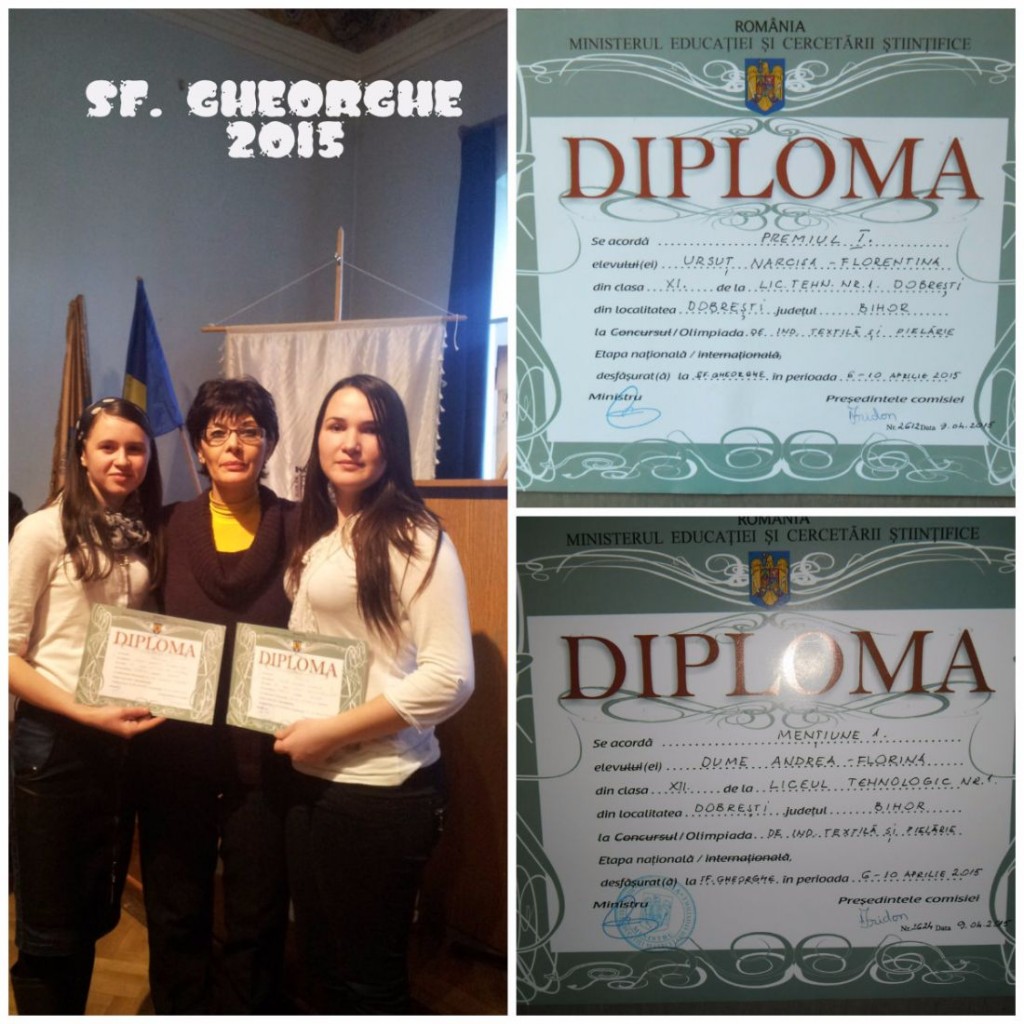 SF. GHEORGHE
2015
DIPLOMA
DIPLOMA
ROMÂNIA
MINISTERUL EDUCAȚIEI ȘI CERCETĂRII ȘTIINȚIFICE
DIPLOMA
Se acordă PREMIUL I.
elevului(ei) URSUȚ NARCISA-FLORENTINA
din clasa XI. de la LIC. TEHN. NR.1 DOBREȘTI
din localitatea DOBREȘTI județul BIHOR
la Concursul/Olimpiada DE IND. TEXTILĂ ȘI PIELĂRIE
Etapa națională / internațională,
desfășurat(ă) la SF. GHEORGHE în perioada 6-10 APRILIE 2015
Ministru Președintele comisiei
Nr. 2612 Data 9.04.2015
ROMÂNIA
MINISTERUL EDUCAȚIEI ȘI CERCETĂRII ȘTIINȚIFICE
DIPLOMA
Se acordă MENȚIUNE 1.
elevului(ei) DUME ANDREA-FLORINA
din clasa XII. de la LICEUL TEHNOLOGIC NR.1
din localitatea DOBREȘTI județul BIHOR
la Concursul/Olimpiada DE IND. TEXTILĂ ȘI PIELĂRIE
Etapa națională / internațională,
desfășurat(ă) la SF. GHEORGHE în perioada 6-10 APRILIE 2015
Ministru Președintele comisiei
Nr. 2624 Data 9.04.2015